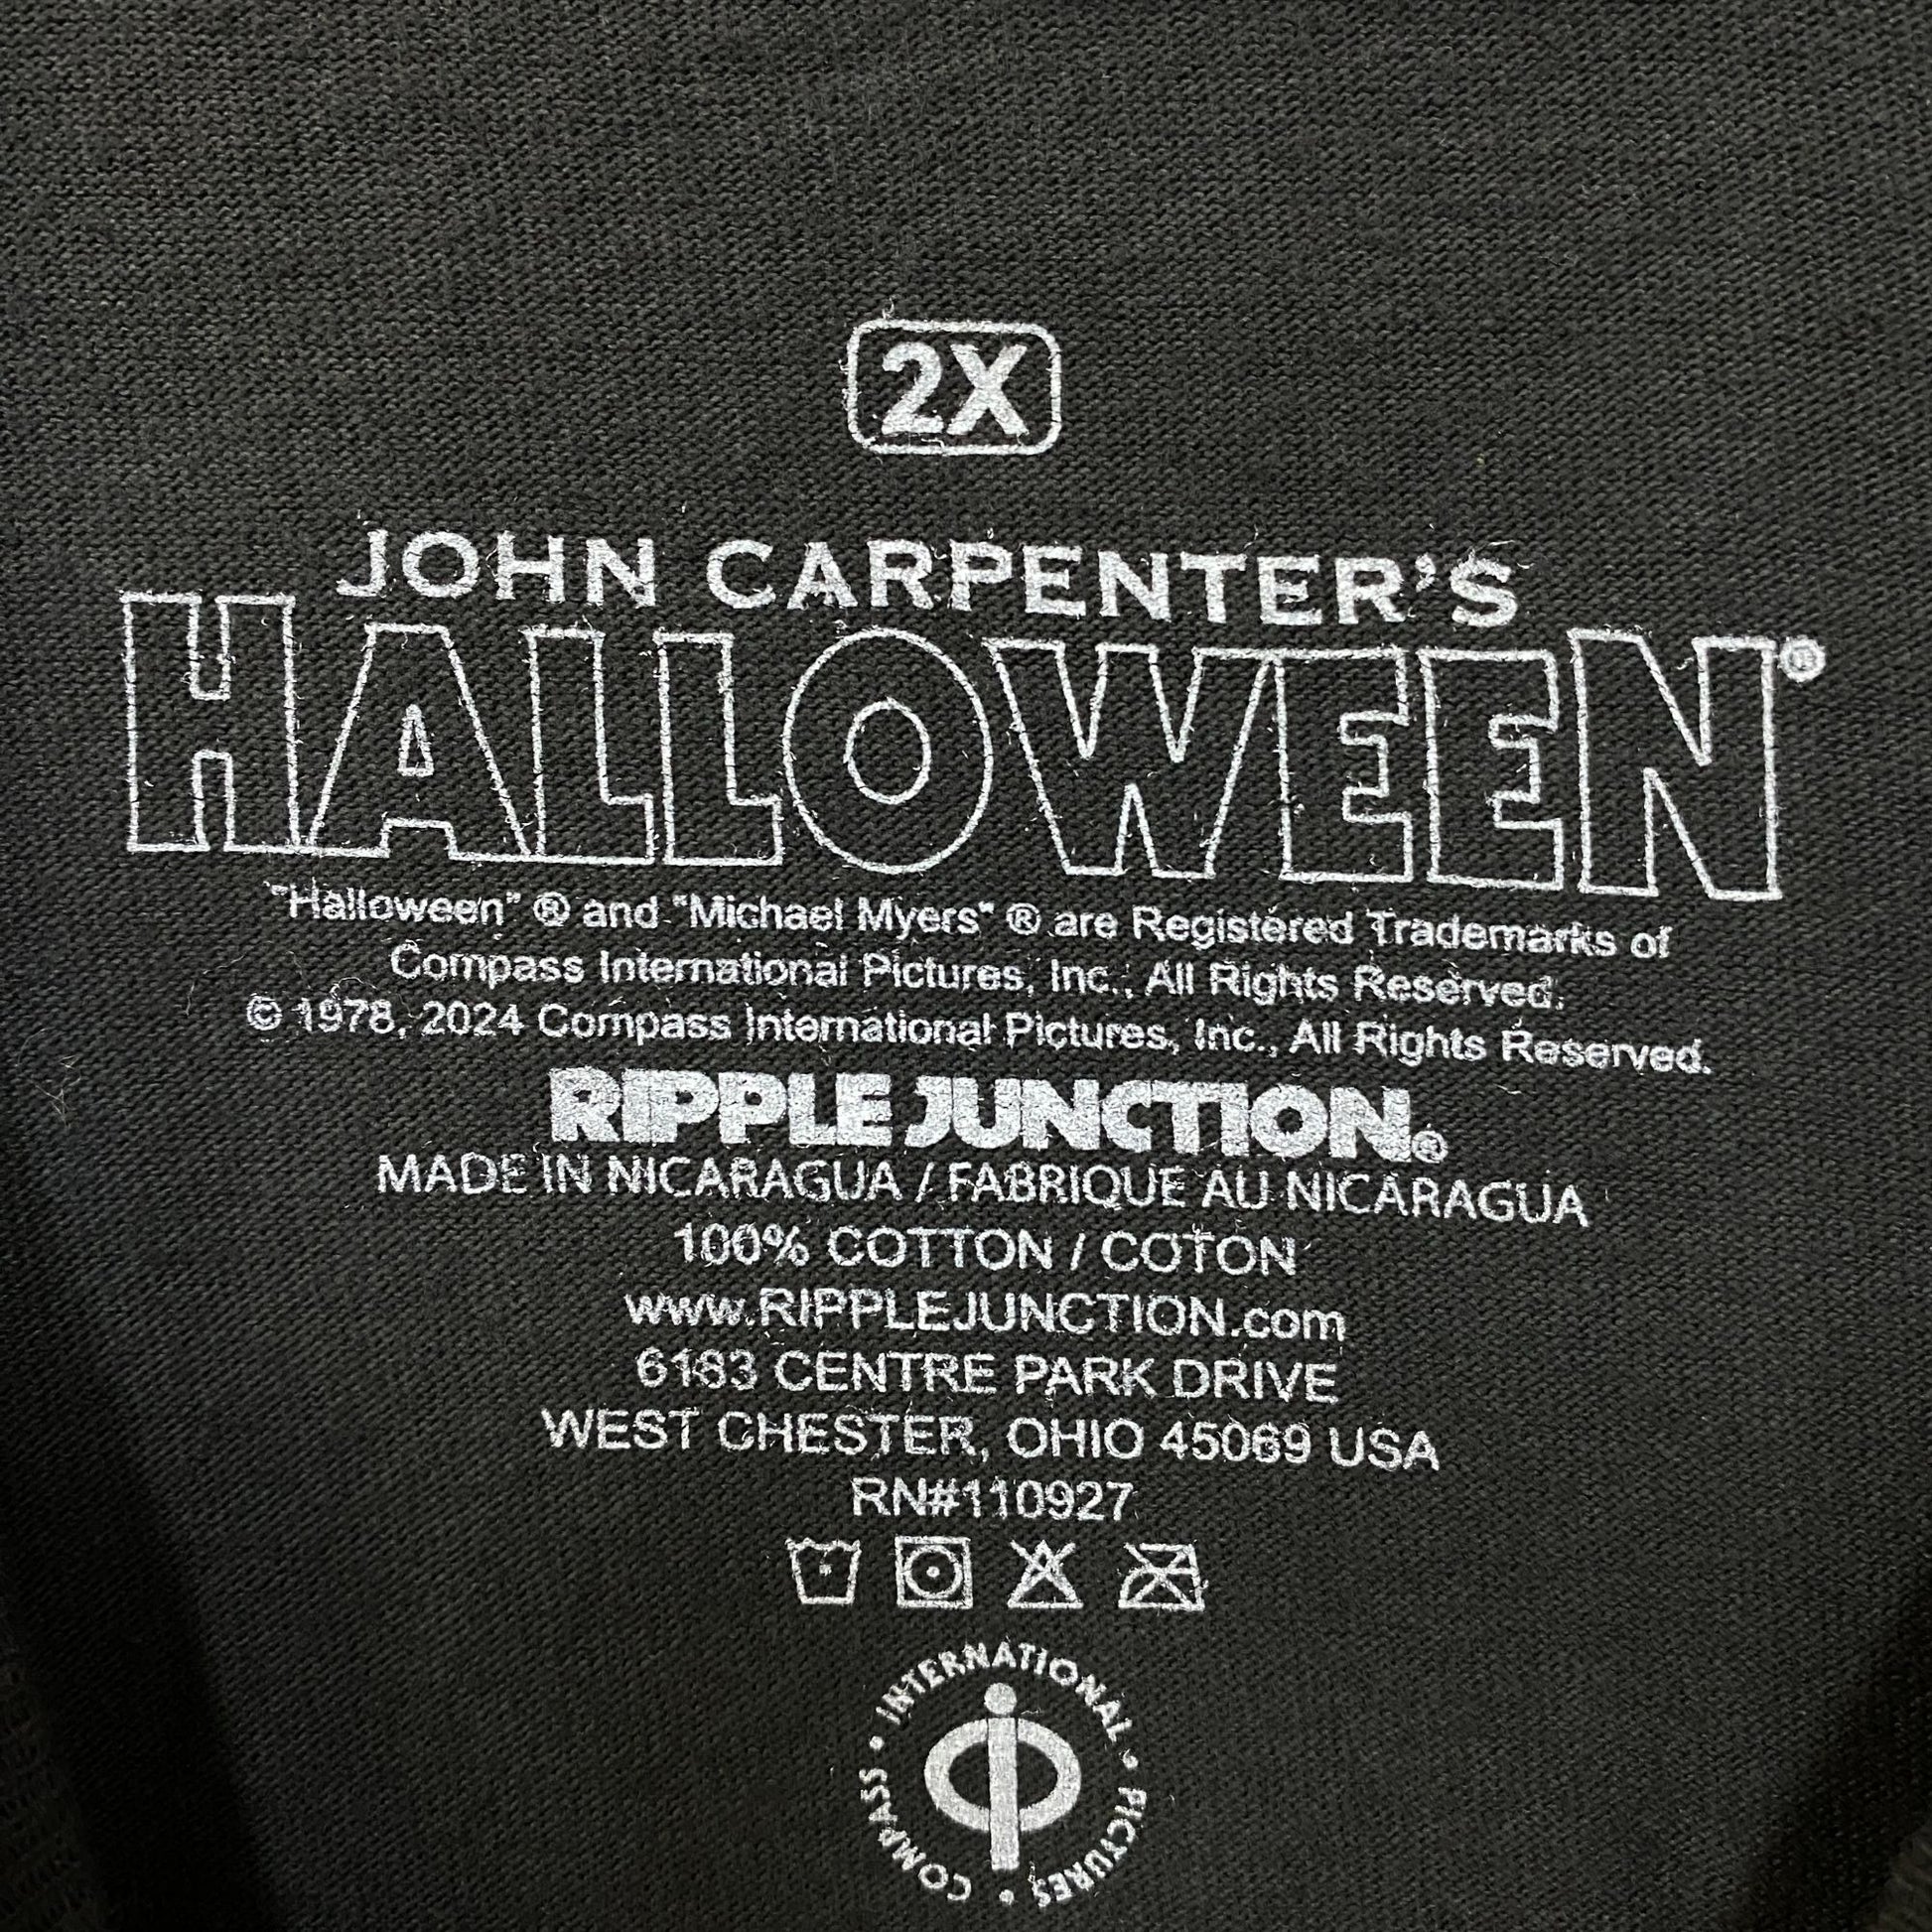 2X
JOHN CARPENTER'S
HALLOWEEN®
"Halloween" ® and "Michael Myers" ® are Registered Trademarks of
Compass International Pictures, Inc., All Rights Reserved.
© 1978, 2024 Compass International Pictures, Inc., All Rights Reserved.
RIPPLE JUNCTION®
MADE IN NICARAGUA / FABRIQUE AU NICARAGUA
100% COTTON / COTON
www.RIPPLEJUNCTION.com
6183 CENTRE PARK DRIVE
WEST CHESTER, OHIO 45069 USA
RN#110927
COMPASS • INTERNATIONAL • PICTURES •